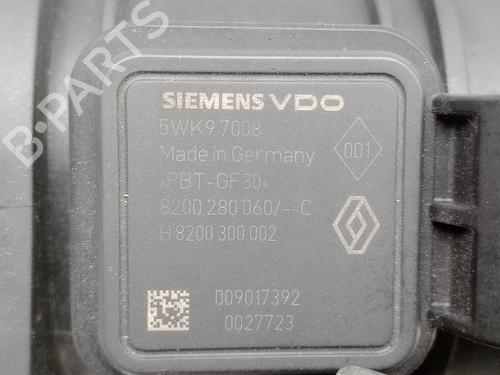 B-PARTS
SIEMENS VDO
5WK9 7008
Made in Germany
001
>PBT-GF30<
8200 280 060/--C
H 8200 300 002
009017392
0027723